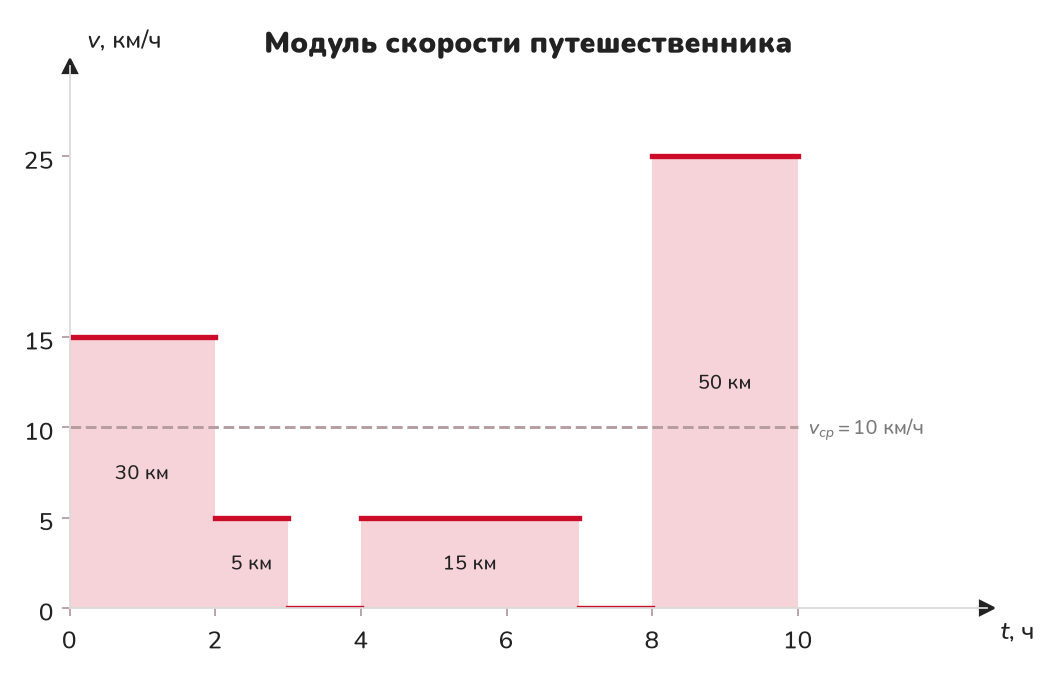 Модуль скорости путешественника
v, км/ч
25
15
10
5
0
50 км
v_ср = 10 км/ч
30 км
5 км
15 км
0 2 4 6 8 10
t, ч